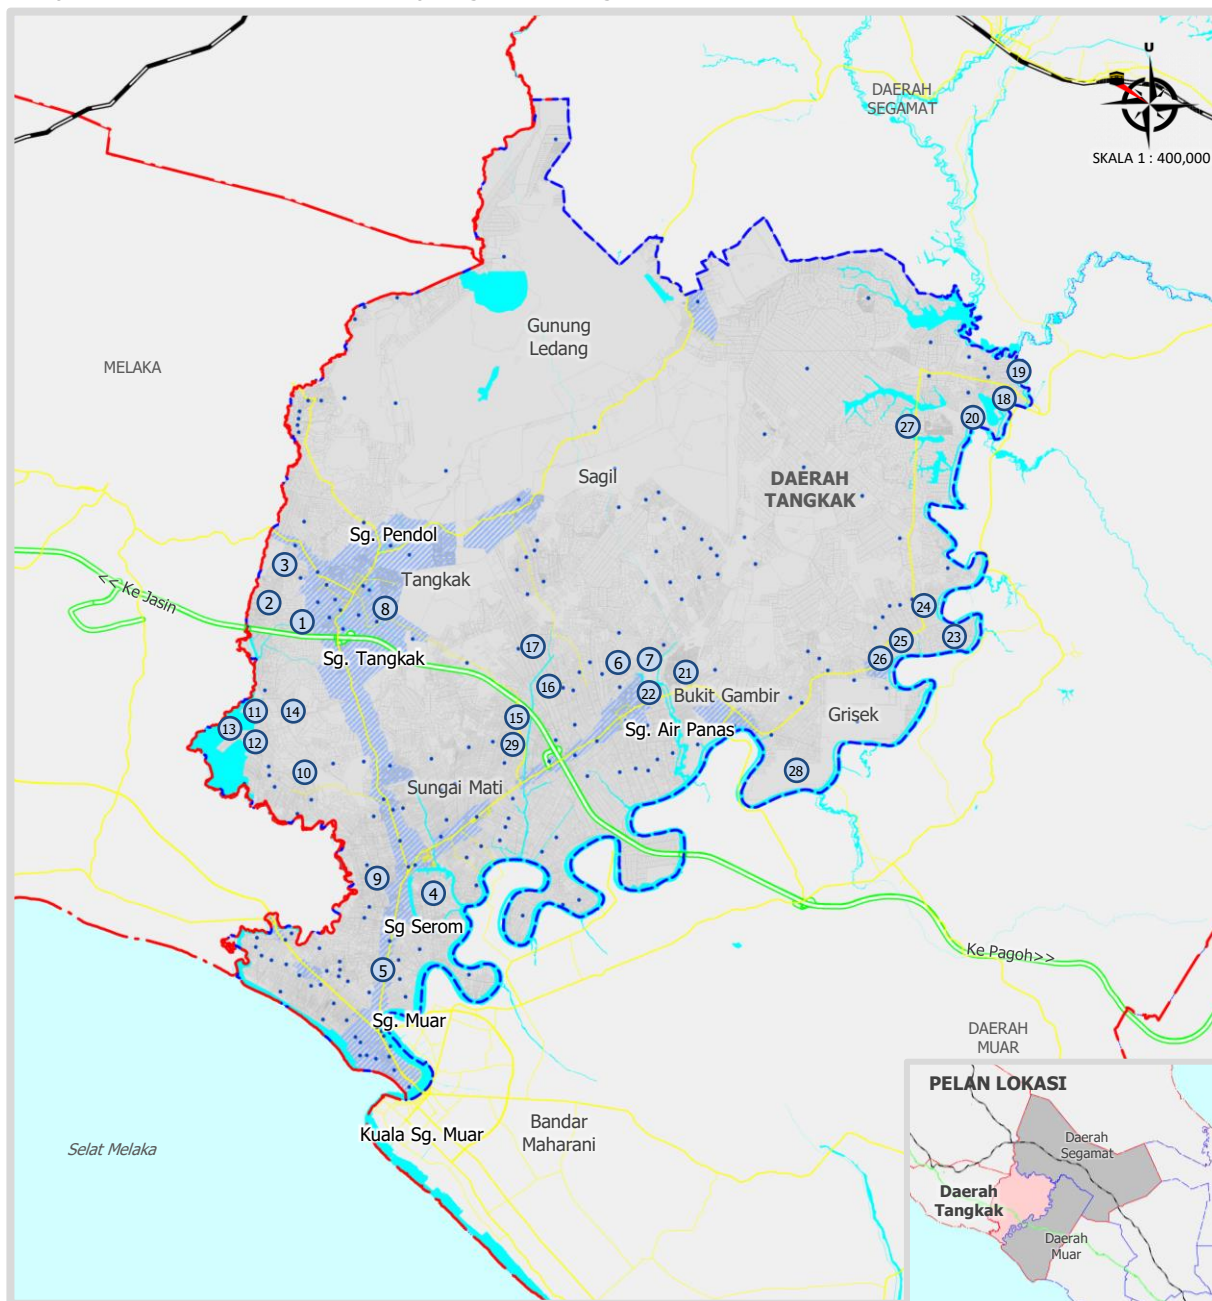 DAERAH
SEGAMAT
U
SKALA 1 : 400,000
Gunung
Ledang
MELAKA
19
18
20
27
Sagil
DAERAH
TANGKAK
Sg. Pendol
3
Tangkak
<< Ke Jasin
2
8
24
1
23
25
Sg. Tangkak
17
6
7
26
21
16
22
Bukit Gambir
11
14
15
Grisek
13
Sg. Air Panas
12
29
10
28
Sungai Mati
9
4
Sg Serom
Ke Pagoh>>
5
Sg. Muar
DAERAH
MUAR
PELAN LOKASI
Bandar
Maharani
Kuala Sg. Muar
Selat Melaka
Daerah
Segamat
Daerah
Tangkak
Daerah
Muar